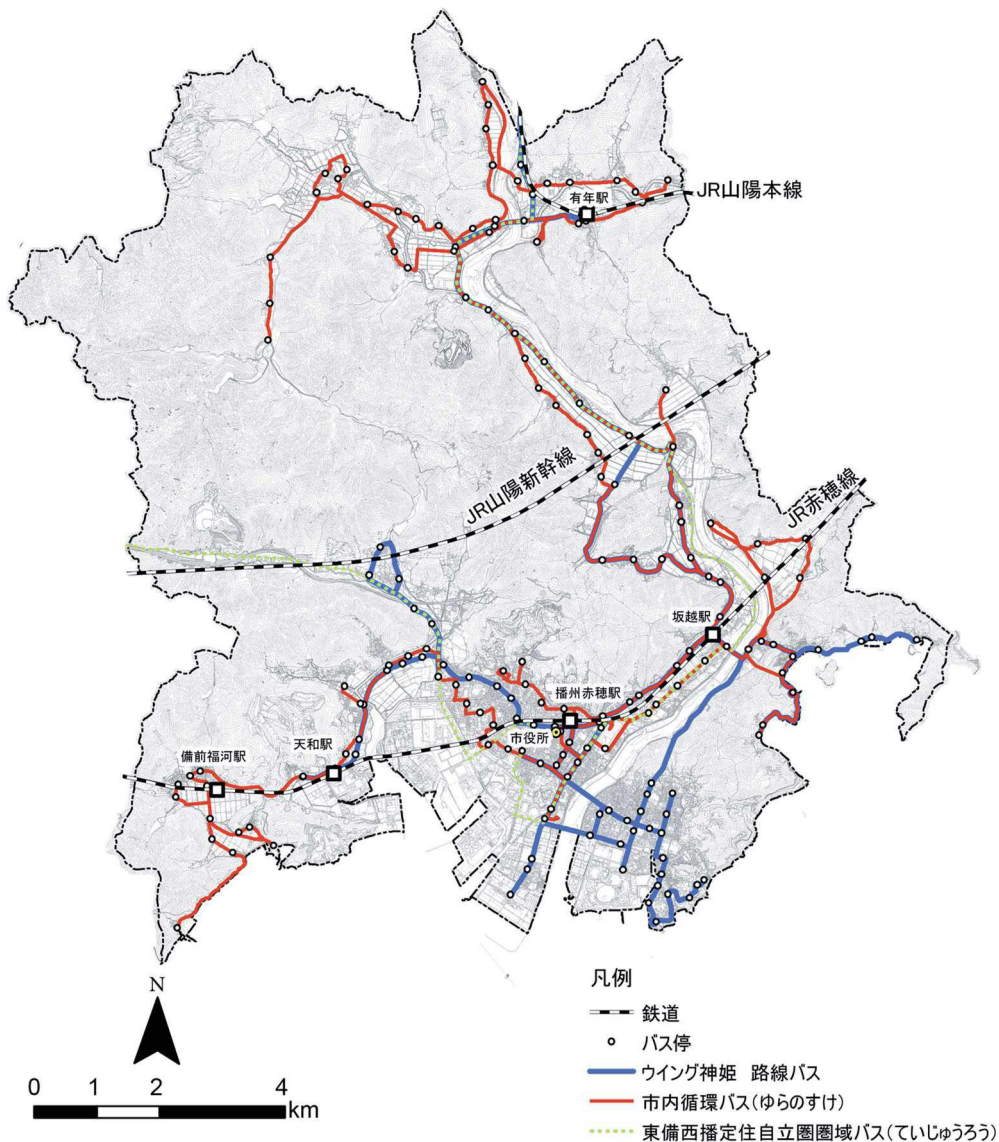 有年駅
JR山陽本線
JR山陽新幹線
JR赤穂線
坂越駅
播州赤穂駅
市役所
天和駅
備前福河駅
N
0 1 2 4
km
凡例
鉄道
バス停
ウイング神姫 路線バス
市内循環バス(ゆらのすけ)
東備西播定住自立圏圏域バス(ていじゅうろう)